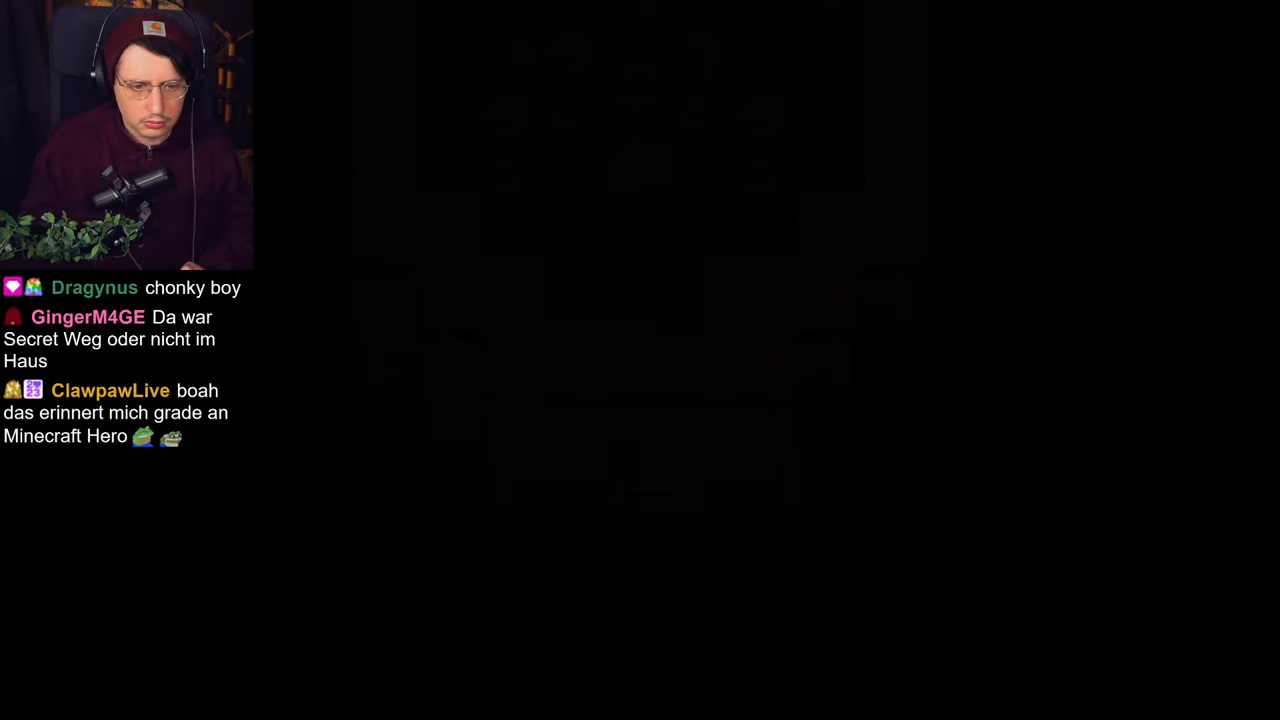 Dragynus chonky boy
GingerM4GE Da war
Secret Weg oder nicht im
Haus
ClawpawLive boah
das erinnert mich grade an
Minecraft Hero